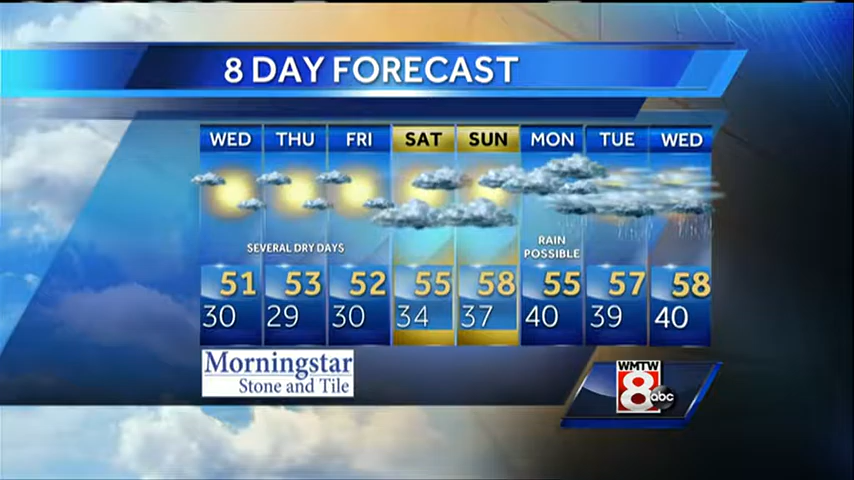 8 DAY FORECAST
WED THU FRI SAT SUN MON TUE WED
SEVERAL DRY DAYS
RAIN
POSSIBLE
51 53 52 55 58 55 57 58
30 29 30 34 37 40 39 40
Morningstar
Stone and Tile
WMTW
8 abc